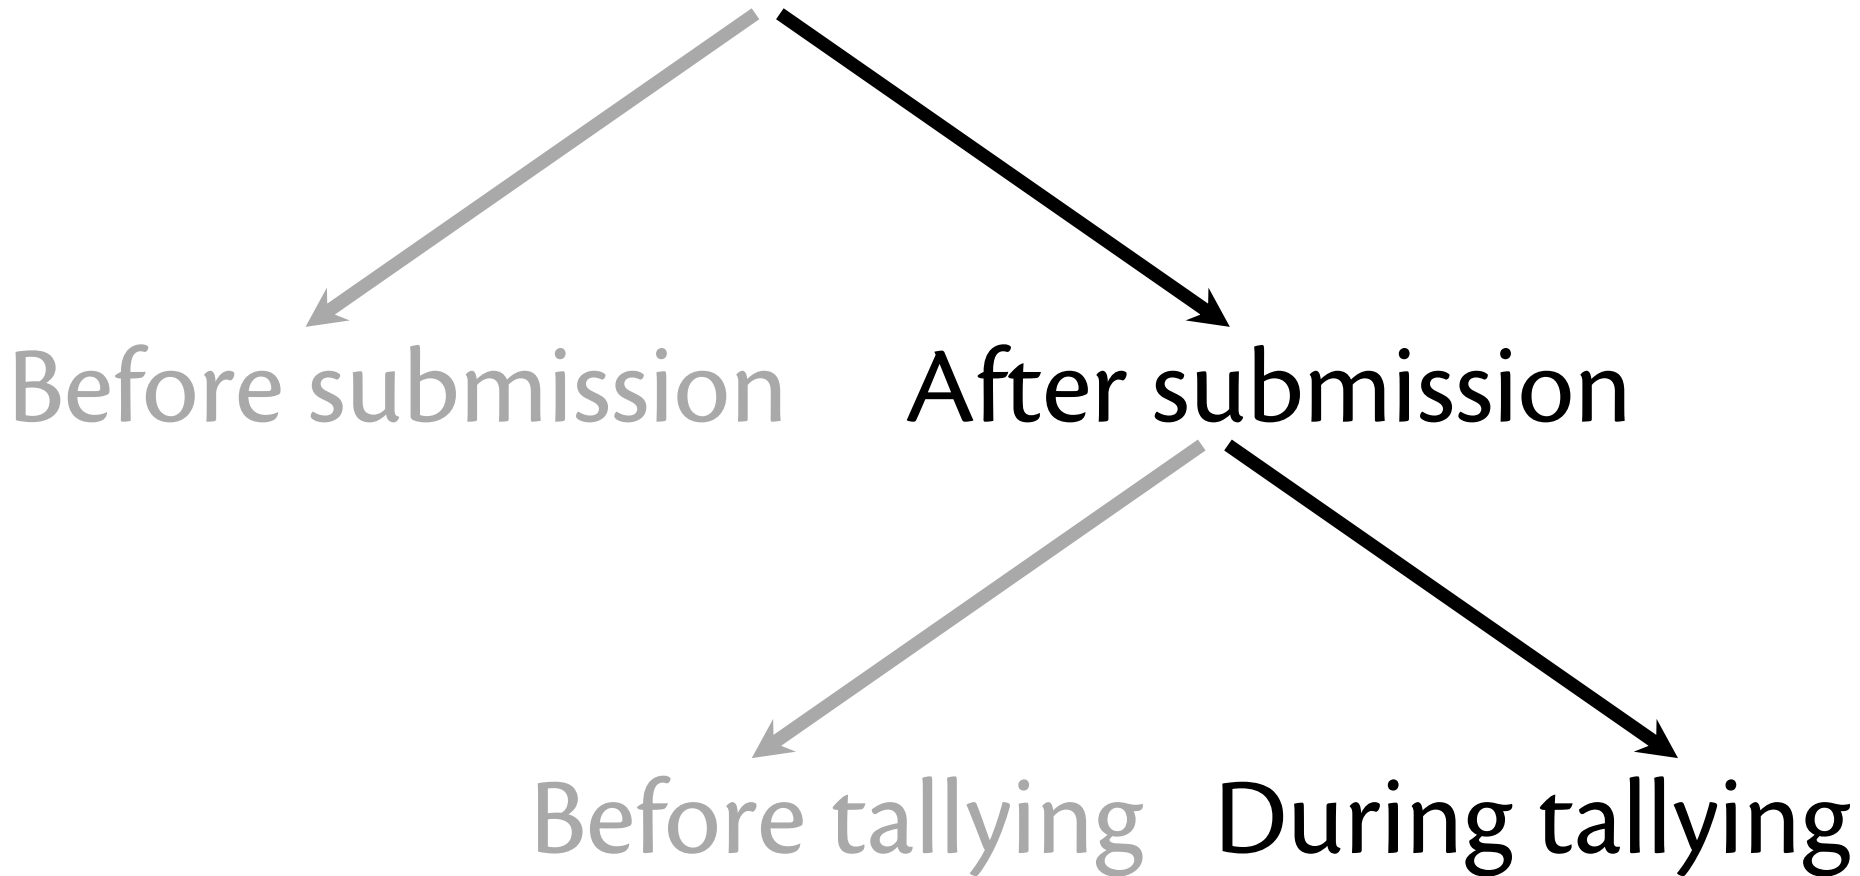 Before submission
After submission
Before tallying
During tallying